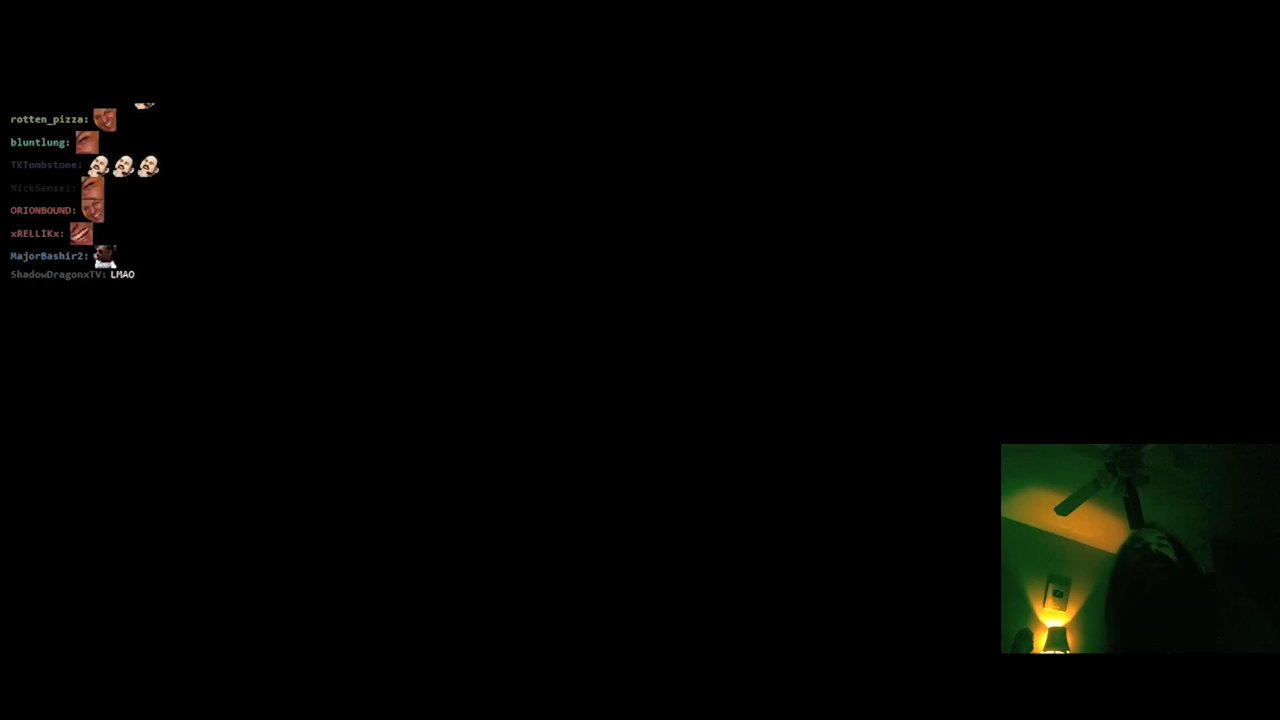 rotten_pizza:
bluntlung:
TKTombstone:
NickSensei:
ORIONBOUND:
xRELLIKx:
MajorBashir2:
ShadowDragonxTV: LMAO